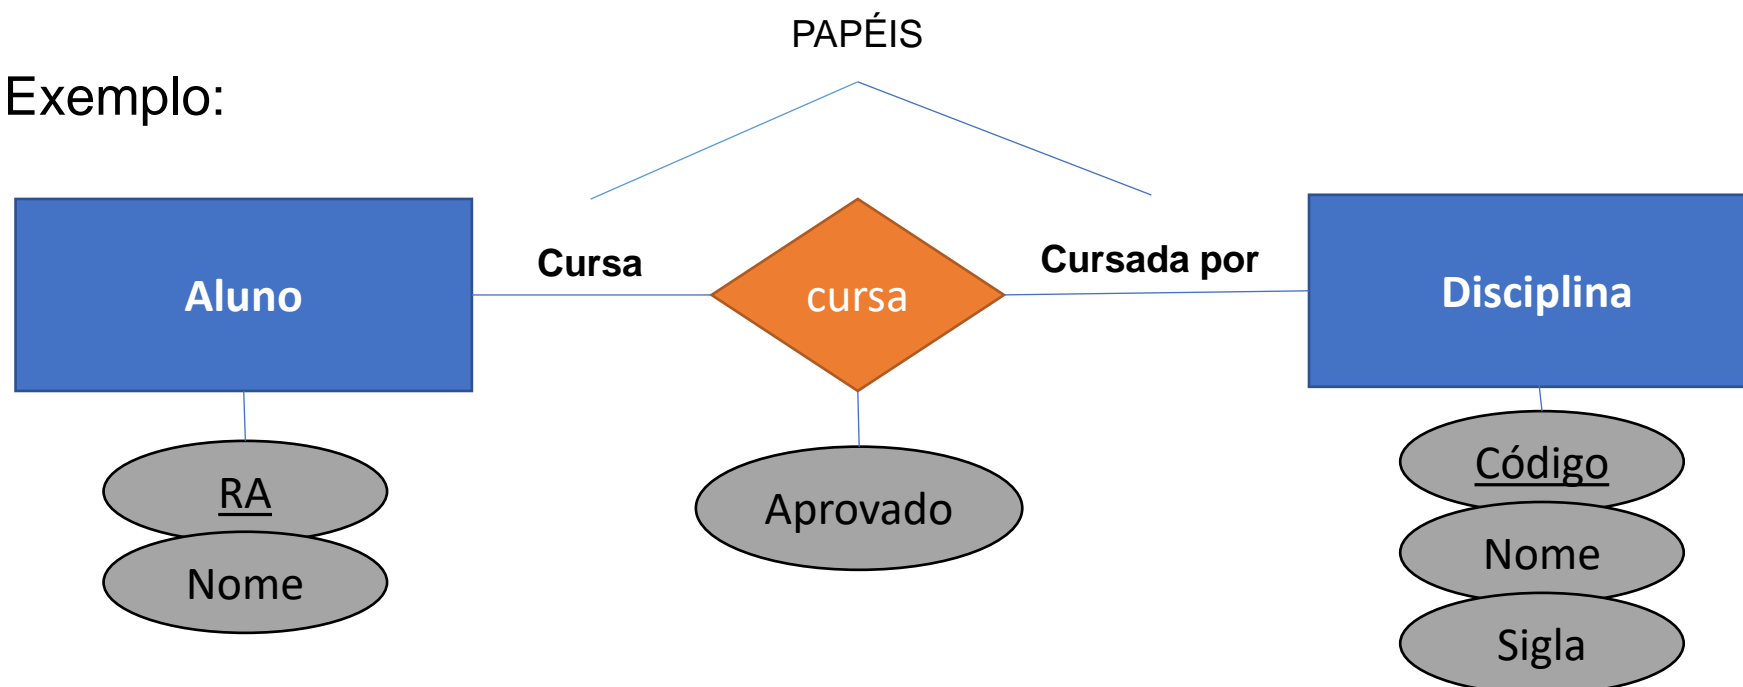 PAPÉIS
Exemplo:
Cursa
Cursada por
Aluno
cursa
Disciplina
RA
Nome
Aprovado
Código
Nome
Sigla